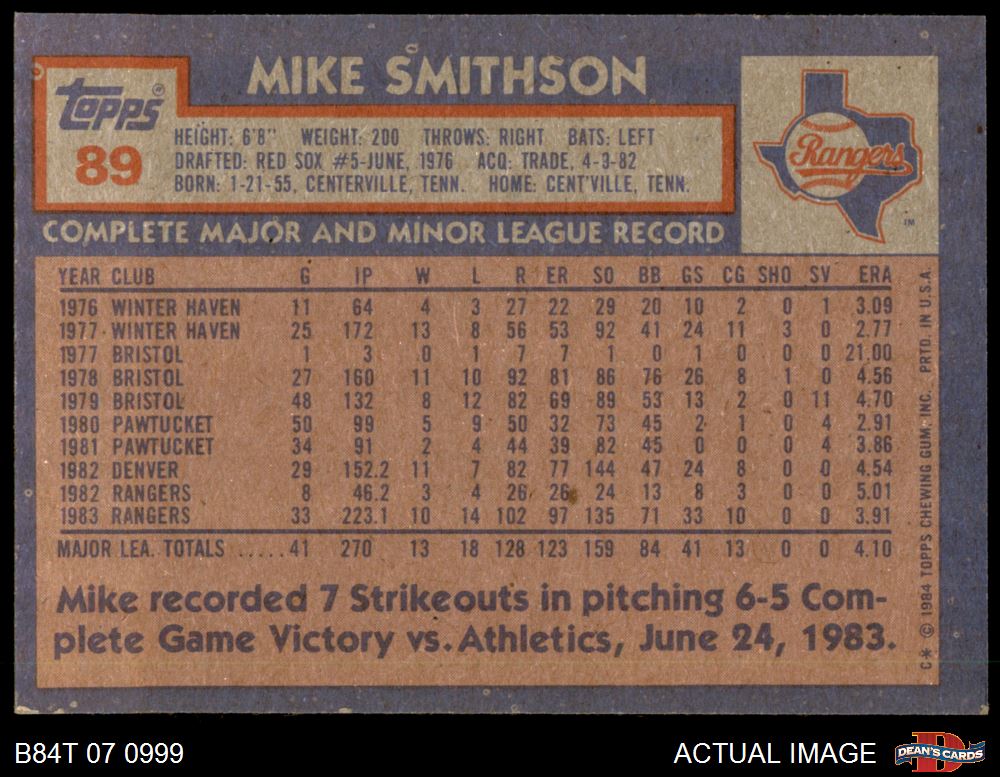 MIKE SMITHSON
Topps®
89
HEIGHT: 6'8" WEIGHT: 200 THROWS: RIGHT BATS: LEFT
DRAFTED: RED SOX #5-JUNE, 1976 ACQ: TRADE, 4-3-82
BORN: 1-21-55, CENTERVILLE, TENN. HOME: CENT'VILLE, TENN.
Rangers
TM
COMPLETE MAJOR AND MINOR LEAGUE RECORD
YEAR CLUB G IP W L R ER SO BB GS CG SHO SV ERA
1976 WINTER HAVEN 11 64 4 3 27 22 29 20 10 2 0 1 3.09
1977 WINTER HAVEN 25 172 13 8 56 53 92 41 24 11 3 0 2.77
1977 BRISTOL 1 3 0 1 7 7 1 0 1 0 0 0 21.00
1978 BRISTOL 27 160 11 10 92 81 86 76 26 8 1 0 4.56
1979 BRISTOL 48 132 8 12 82 69 89 53 13 2 0 11 4.70
1980 PAWTUCKET 50 99 5 9 50 32 73 45 2 1 0 4 2.91
1981 PAWTUCKET 34 91 2 4 44 39 82 45 0 0 0 4 3.86
1982 DENVER 29 152.2 11 7 82 77 144 47 24 8 0 0 4.54
1982 RANGERS 8 46.2 3 4 26 26 24 13 8 3 0 0 5.01
1983 RANGERS 33 223.1 10 14 102 97 135 71 33 10 0 0 3.91
MAJOR LEA. TOTALS .....41 270 13 18 128 123 159 84 41 13 0 0 4.10
Mike recorded 7 Strikeouts in pitching 6-5 Com-
plete Game Victory vs. Athletics, June 24, 1983.
C* © 1984 TOPPS CHEWING GUM, INC. PRTD. IN U.S.A.
B84T 07 0999
ACTUAL IMAGE
DEAN'S CARDS